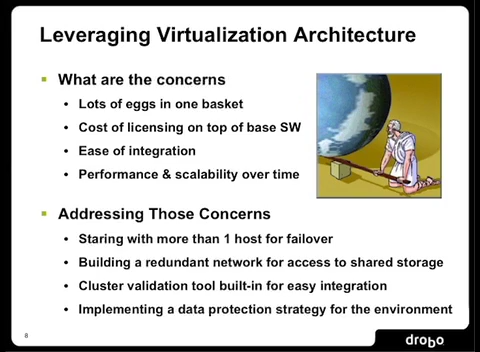 Leveraging Virtualization Architecture
What are the concerns
Lots of eggs in one basket
Cost of licensing on top of base SW
Ease of integration
Performance & scalability over time
Addressing Those Concerns
Staring with more than 1 host for failover
Building a redundant network for access to shared storage
Cluster validation tool built-in for easy integration
Implementing a data protection strategy for the environment
8
drobo